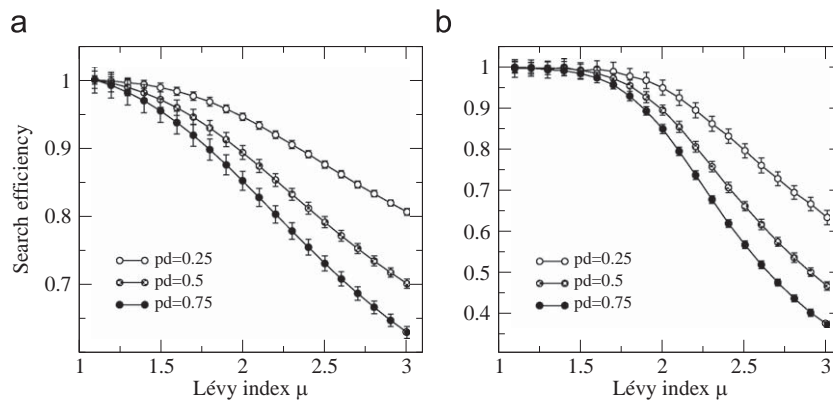 a
b
Search efficiency
1
0.9
0.8
0.7
pd=0.25
pd=0.5
pd=0.75
1
1.5
2
2.5
3
Lévy index μ
1
0.9
0.8
0.7
0.6
0.5
0.4
pd=0.25
pd=0.5
pd=0.75
1
1.5
2
2.5
3
Lévy index μ